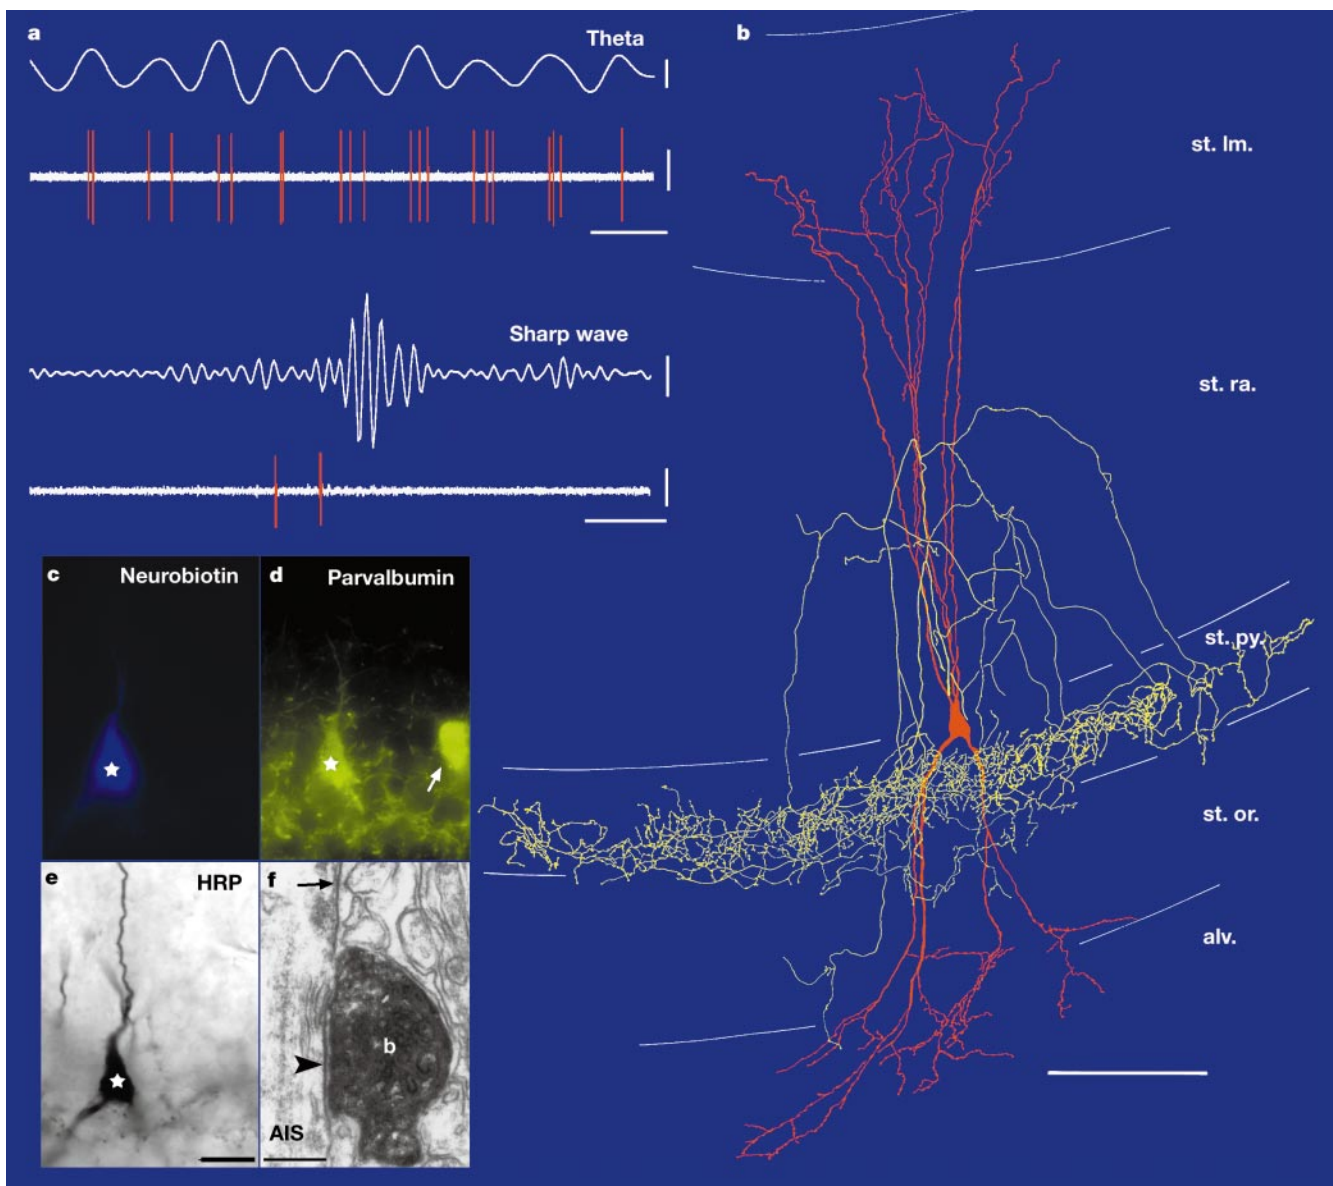 a
Theta
Sharp wave
b
st. lm.
st. ra.
st. py.
st. or.
alv.
c
Neurobiotin
d
Parvalbumin
e
HRP
f
b
AIS